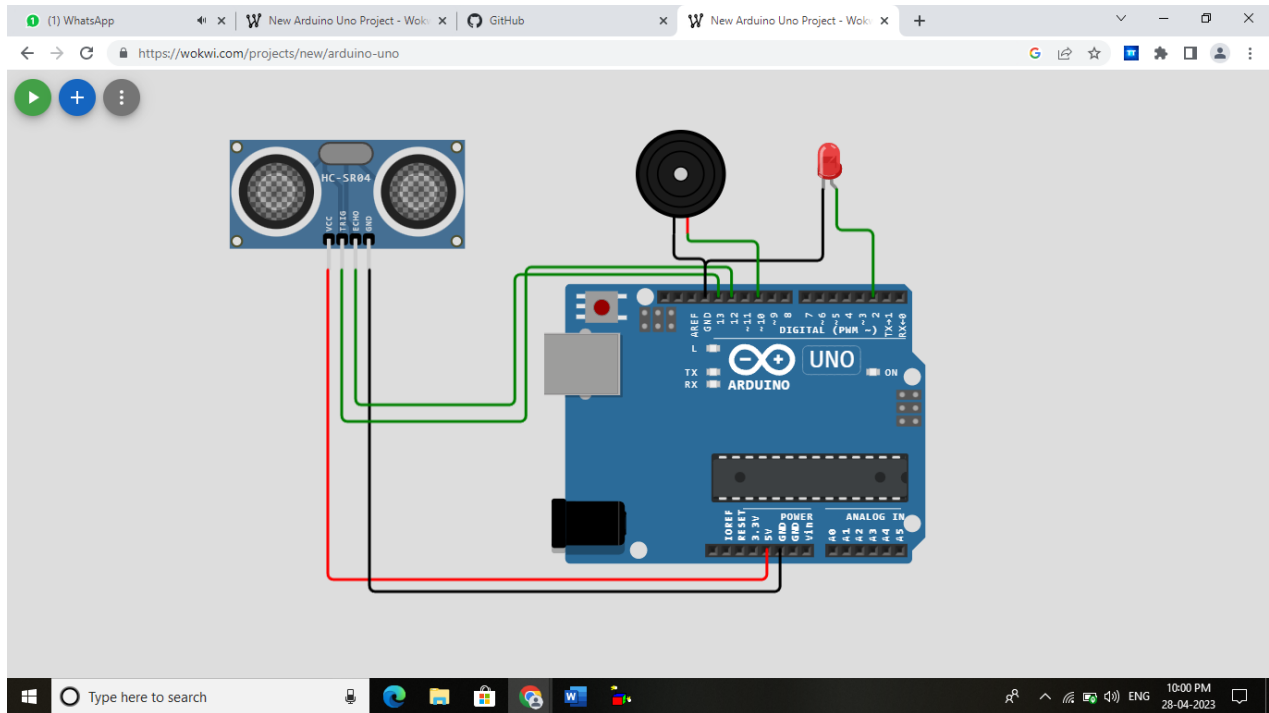 (1) WhatsApp
New Arduino Uno Project - Wok
GitHub
New Arduino Uno Project - Wok
https://wokwi.com/projects/new/arduino-uno
HC-SR04
VCC
TRIG
ECHO
GND
AREF
GND
13
12
~11
~10
~9
8
7
~6
~5
4
~3
2
TX→1
RX←0
DIGITAL (PWM ~)
L
TX
RX
UNO
ARDUINO
ON
IOREF
RESET
3.3V
5V
GND
GND
Vin
POWER
ANALOG IN
A0
A1
A2
A3
A4
A5
Type here to search
ENG
10:00 PM
28-04-2023